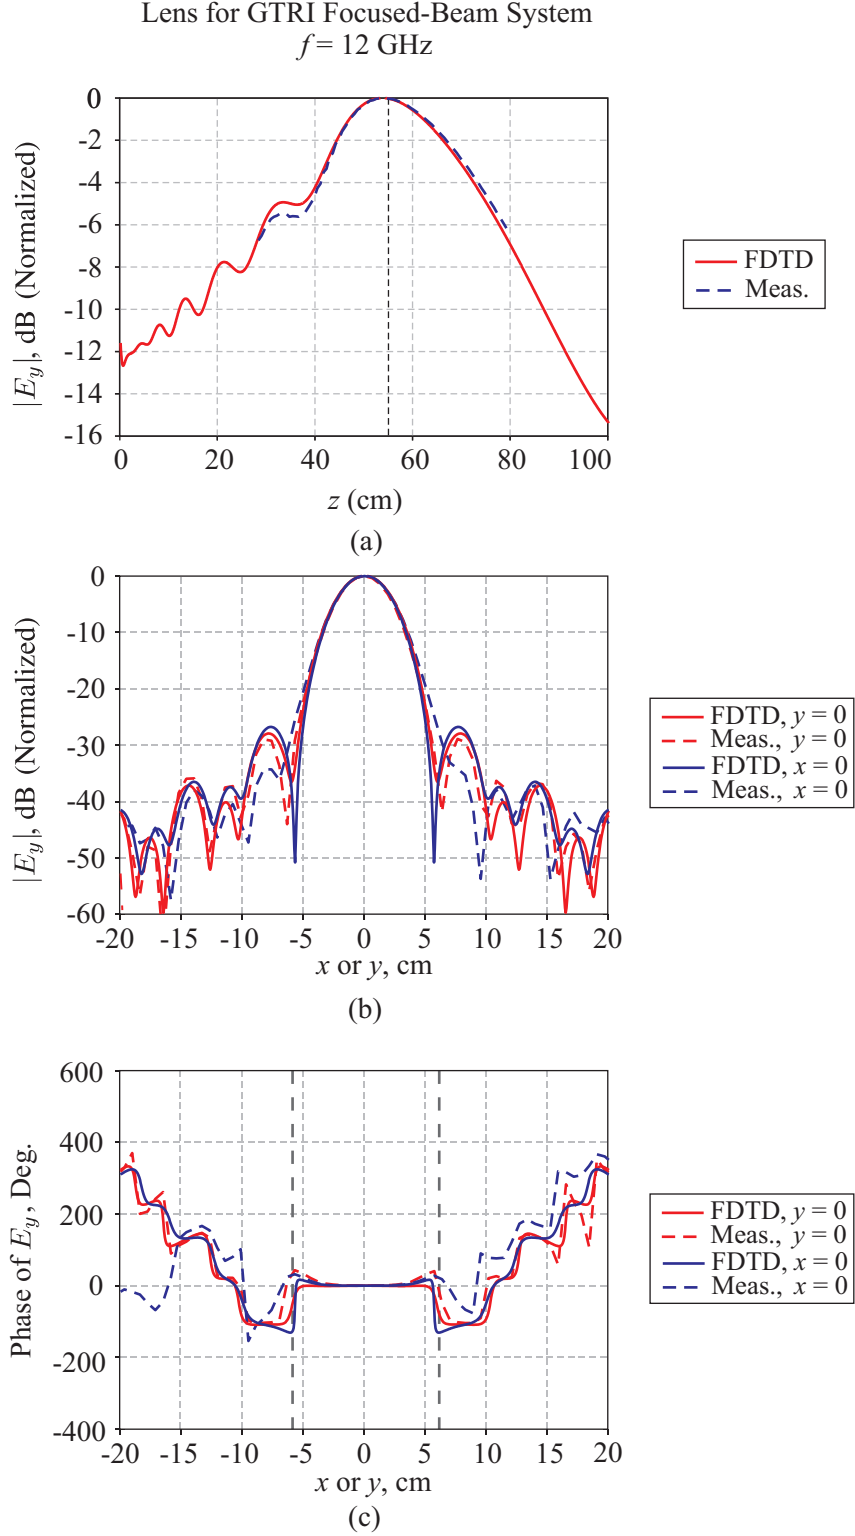 Lens for GTRI Focused-Beam System
f = 12 GHz
|E_y|, dB (Normalized)
0
-2
-4
-6
-8
-10
-12
-14
-16
0 20 40 60 80 100
z (cm)
(a)
FDTD
Meas.
|E_y|, dB (Normalized)
0
-10
-20
-30
-40
-50
-60
-20 -15 -10 -5 0 5 10 15 20
x or y, cm
(b)
FDTD, y = 0
Meas., y = 0
FDTD, x = 0
Meas., x = 0
Phase of E_y, Deg.
600
400
200
0
-200
-400
-20 -15 -10 -5 0 5 10 15 20
x or y, cm
(c)
FDTD, y = 0
Meas., y = 0
FDTD, x = 0
Meas., x = 0